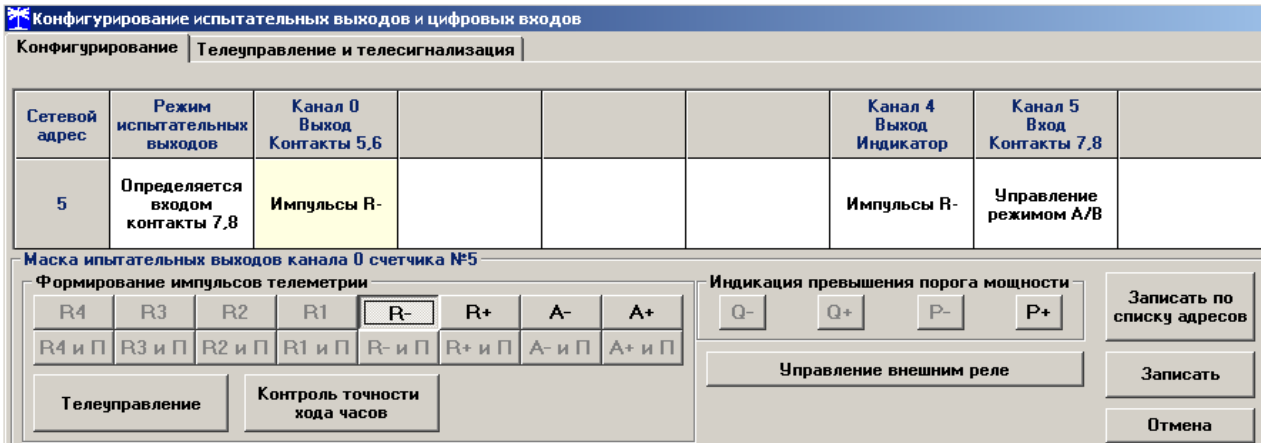 Конфигурирование испытательных выходов и цифровых входов
Конфигурирование Телеуправление и телесигнализация
Сетевой адрес
Режим испытательных выходов
Канал 0 Выход Контакты 5,6
Канал 4 Выход Индикатор
Канал 5 Вход Контакты 7,8
5
Определяется входом контакты 7,8
Импульсы R-
Импульсы R-
Управление режимом А/В
Маска ипытательных выходов канала 0 счетчика №5
Формирование импульсов телеметрии
R4 R3 R2 R1 R- R+ A- A+
R4 и П R3 и П R2 и П R1 и П R- и П R+ и П A- и П A+ и П
Телеуправление
Контроль точности хода часов
Индикация превышения порога мощности
Q- Q+ P- P+
Управление внешним реле
Записать по списку адресов
Записать
Отмена